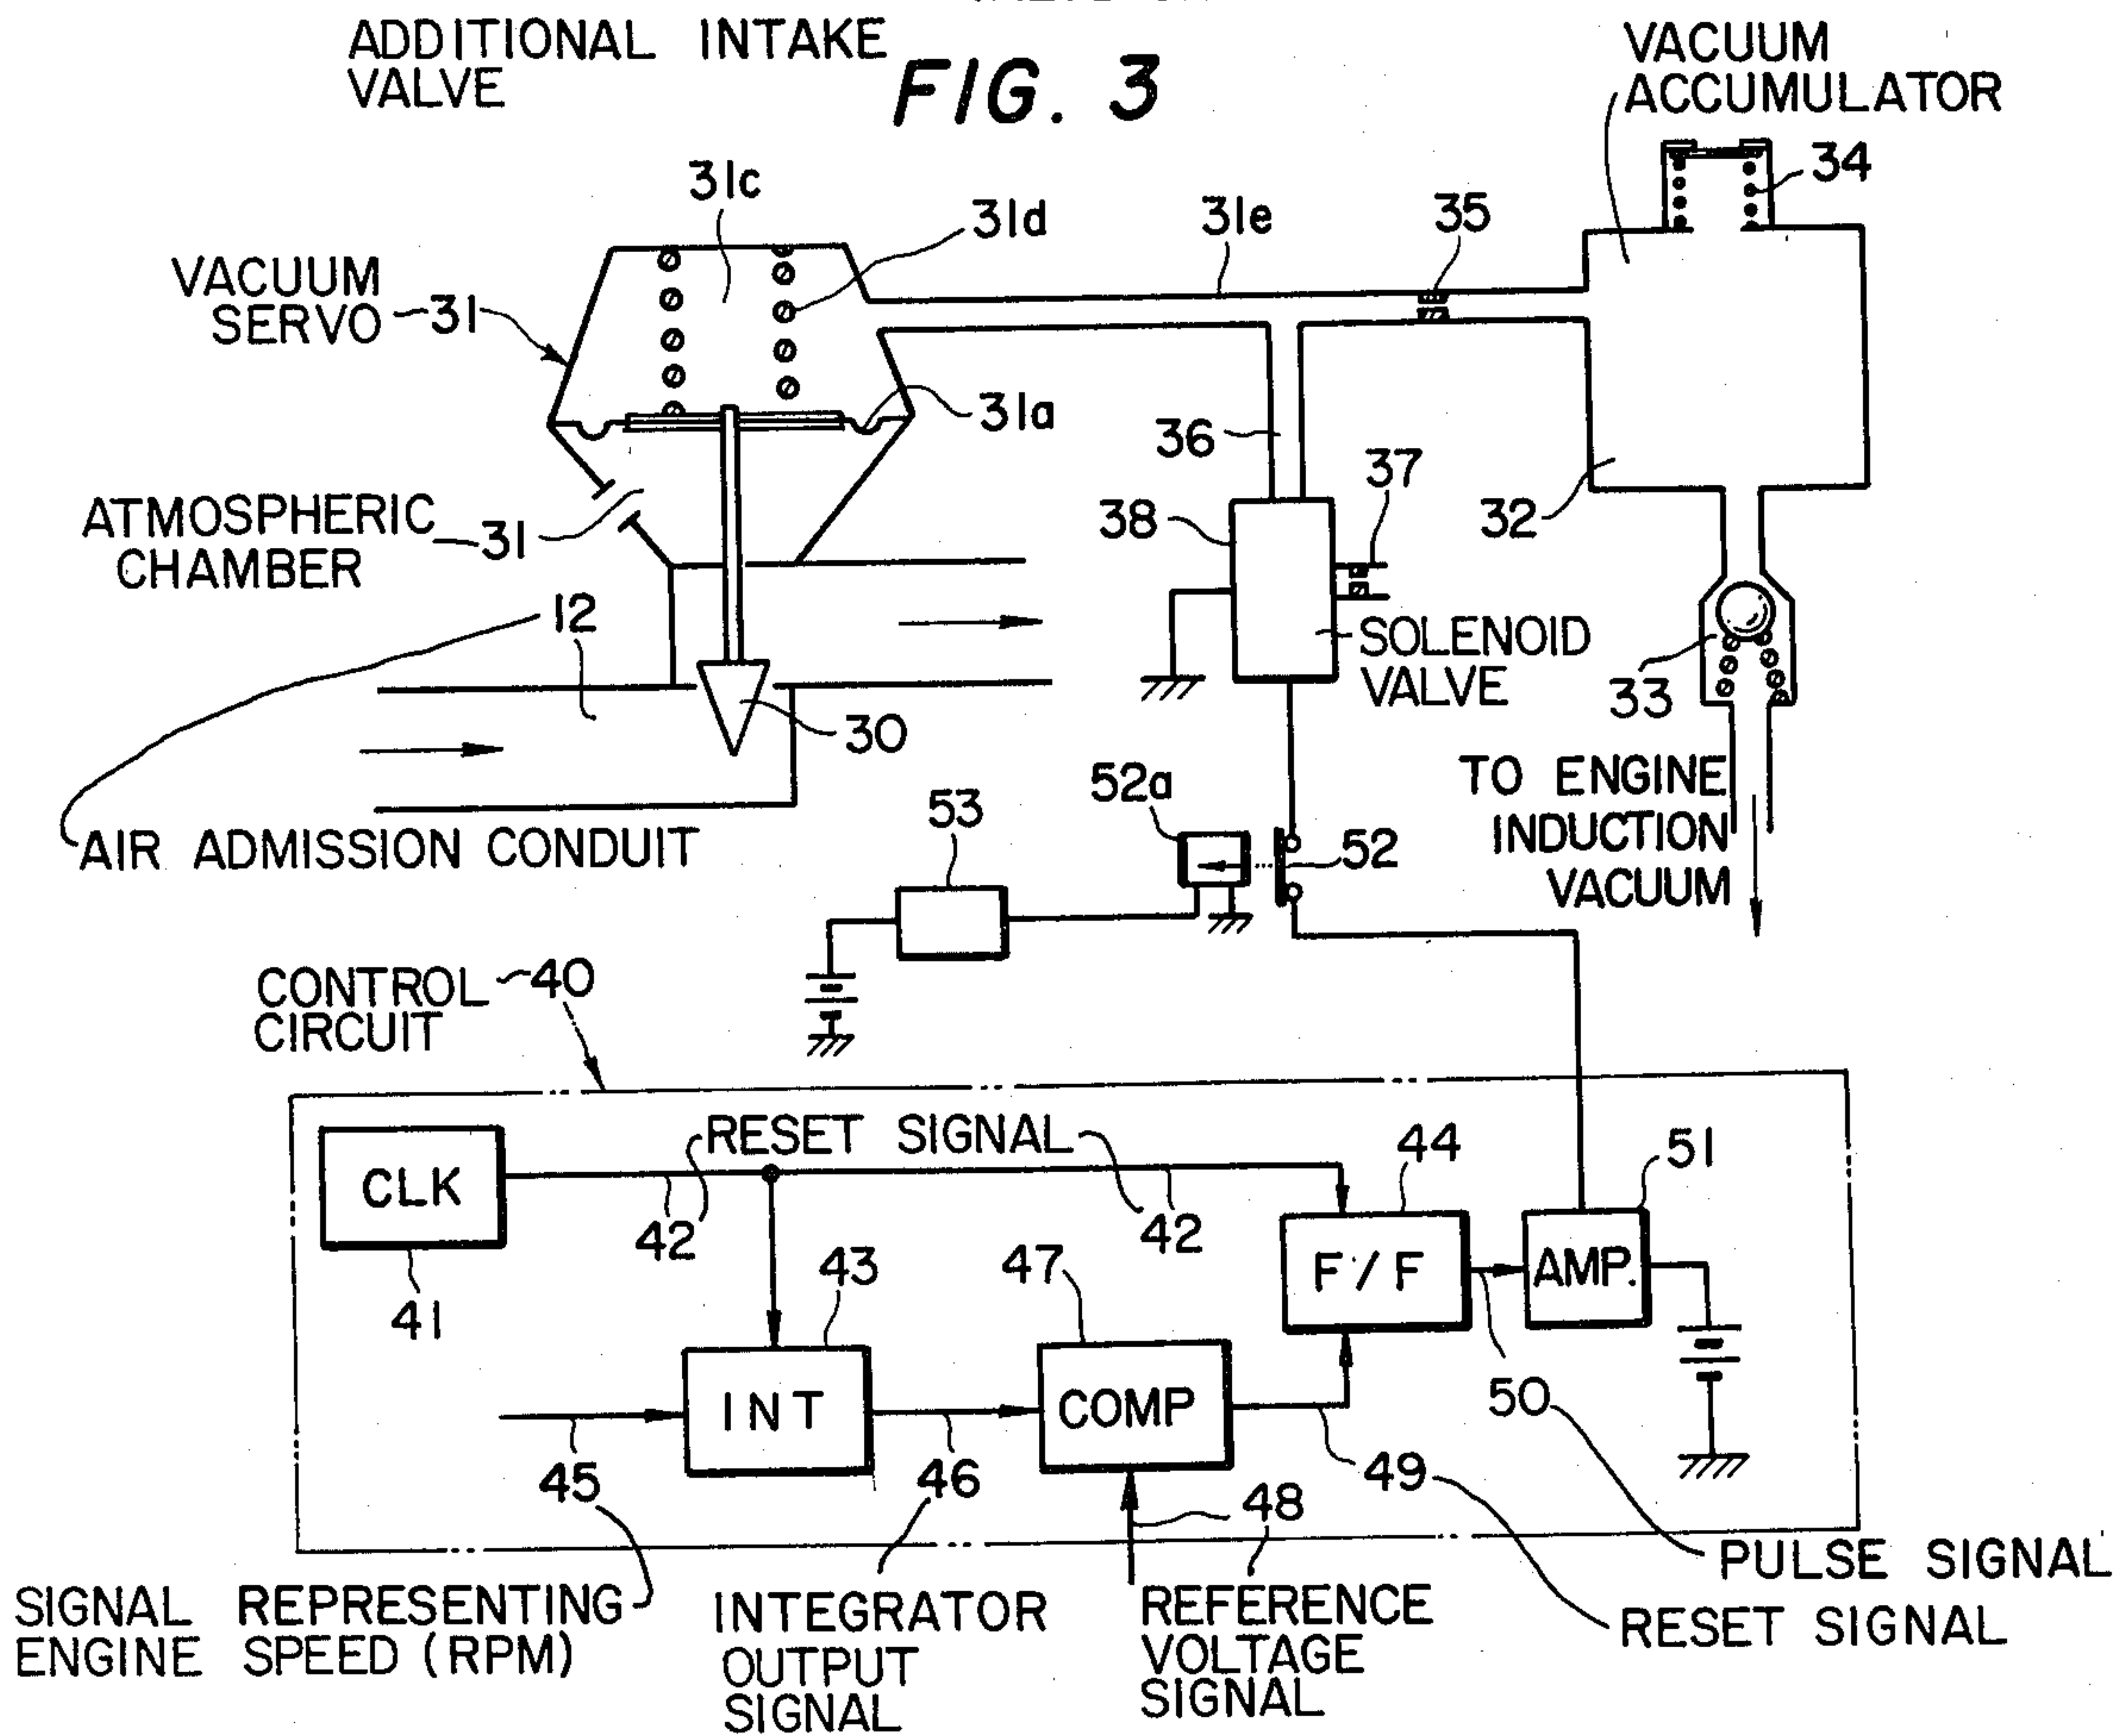 ADDITIONAL INTAKE
VALVE
FIG. 3
VACUUM
ACCUMULATOR
34
31c
31d
31e
35
VACUUM
SERVO
31
31a
36
37
38
32
ATMOSPHERIC
CHAMBER
31
12
SOLENOID
VALVE
33
30
AIR ADMISSION CONDUIT
53
52a
52
TO ENGINE
INDUCTION
VACUUM
CONTROL
CIRCUIT
40
RESET SIGNAL
CLK
42
42
44
51
41
43
47
F/F
AMP.
INT
COMP
50
45
46
48
49
PULSE SIGNAL
SIGNAL REPRESENTING
ENGINE SPEED (RPM)
INTEGRATOR
OUTPUT
SIGNAL
REFERENCE
VOLTAGE
SIGNAL
RESET SIGNAL